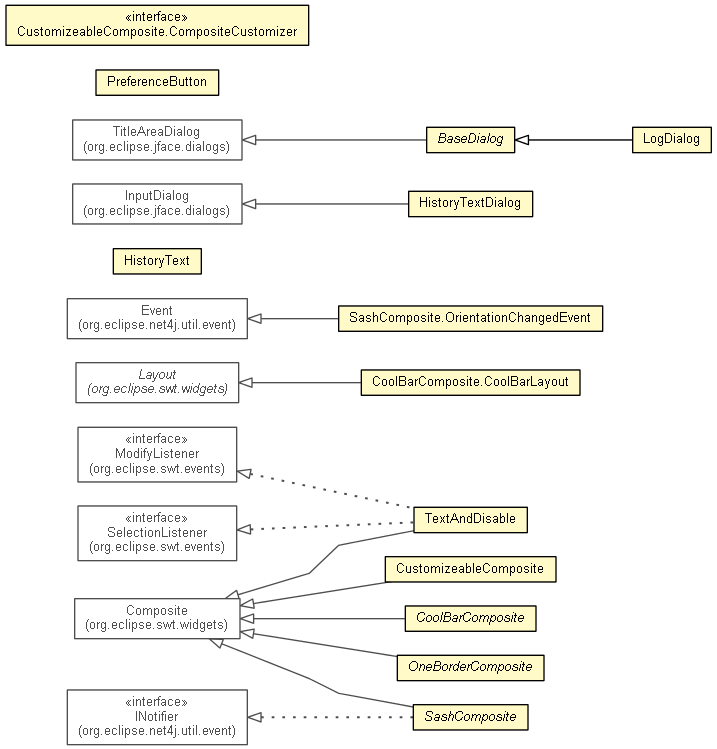 «interface»
CustomizeableComposite.CompositeCustomizer
PreferenceButton
TitleAreaDialog
(org.eclipse.jface.dialogs)
BaseDialog
LogDialog
InputDialog
(org.eclipse.jface.dialogs)
HistoryTextDialog
HistoryText
Event
(org.eclipse.net4j.util.event)
SashComposite.OrientationChangedEvent
Layout
(org.eclipse.swt.widgets)
CoolBarComposite.CoolBarLayout
«interface»
ModifyListener
(org.eclipse.swt.events)
«interface»
SelectionListener
(org.eclipse.swt.events)
TextAndDisable
CustomizeableComposite
Composite
(org.eclipse.swt.widgets)
CoolBarComposite
OneBorderComposite
«interface»
INotifier
(org.eclipse.net4j.util.event)
SashComposite